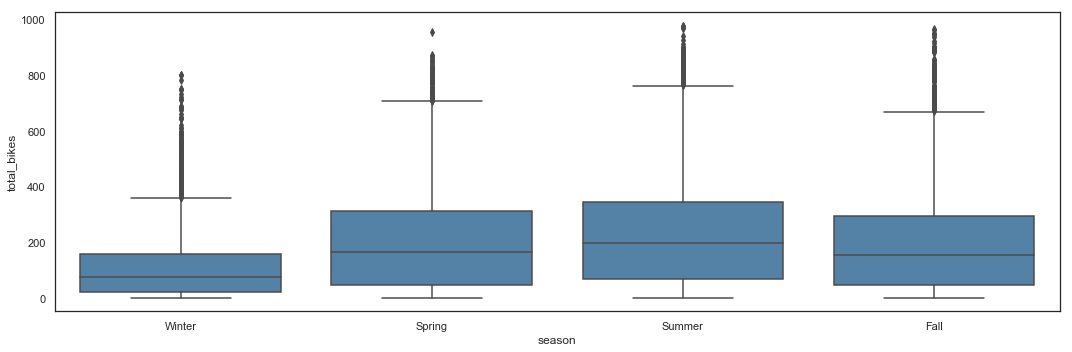 1000
800
600
400
200
0
total_bikes
Winter
Spring
Summer
Fall
season